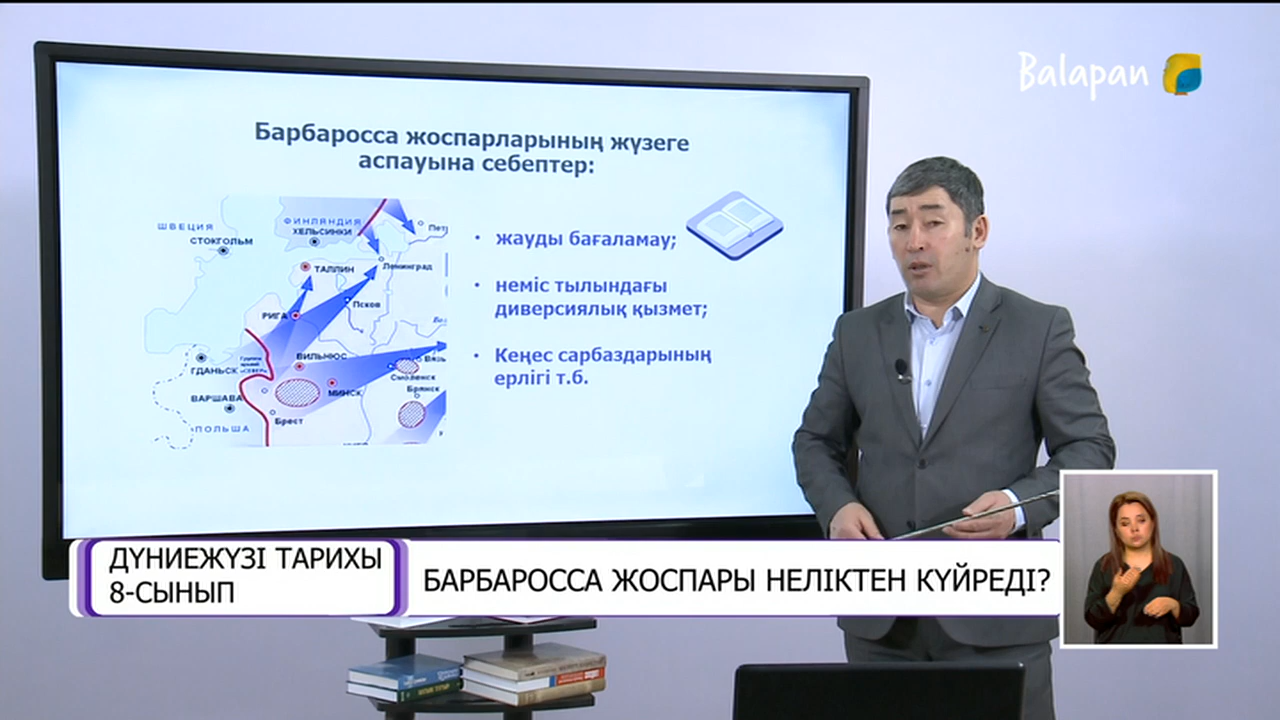 Balapan
Барбаросса жоспарларының жүзеге
аспауына себептер:
• жауды бағаламау;
• неміс тылындағы
диверсиялық қызмет;
• Кеңес сарбаздарының
ерлігі т.б.
ШВЕЦИЯ
СТОКГОЛЬМ
ФИНЛЯНДИЯ
ХЕЛЬСИНКИ
ТАЛЛИН
Ленинград
Псков
РИГА
ВИЛЬНЮС
Смоленск
ГДАНЬСК
МИНСК
Брянск
ВАРШАВА
Брест
ПОЛЬША
ДҮНИЕЖҮЗІ ТАРИХЫ
8-СЫНЫП
БАРБАРОССА ЖОСПАРЫ НЕЛІКТЕН КҮЙРЕДІ?